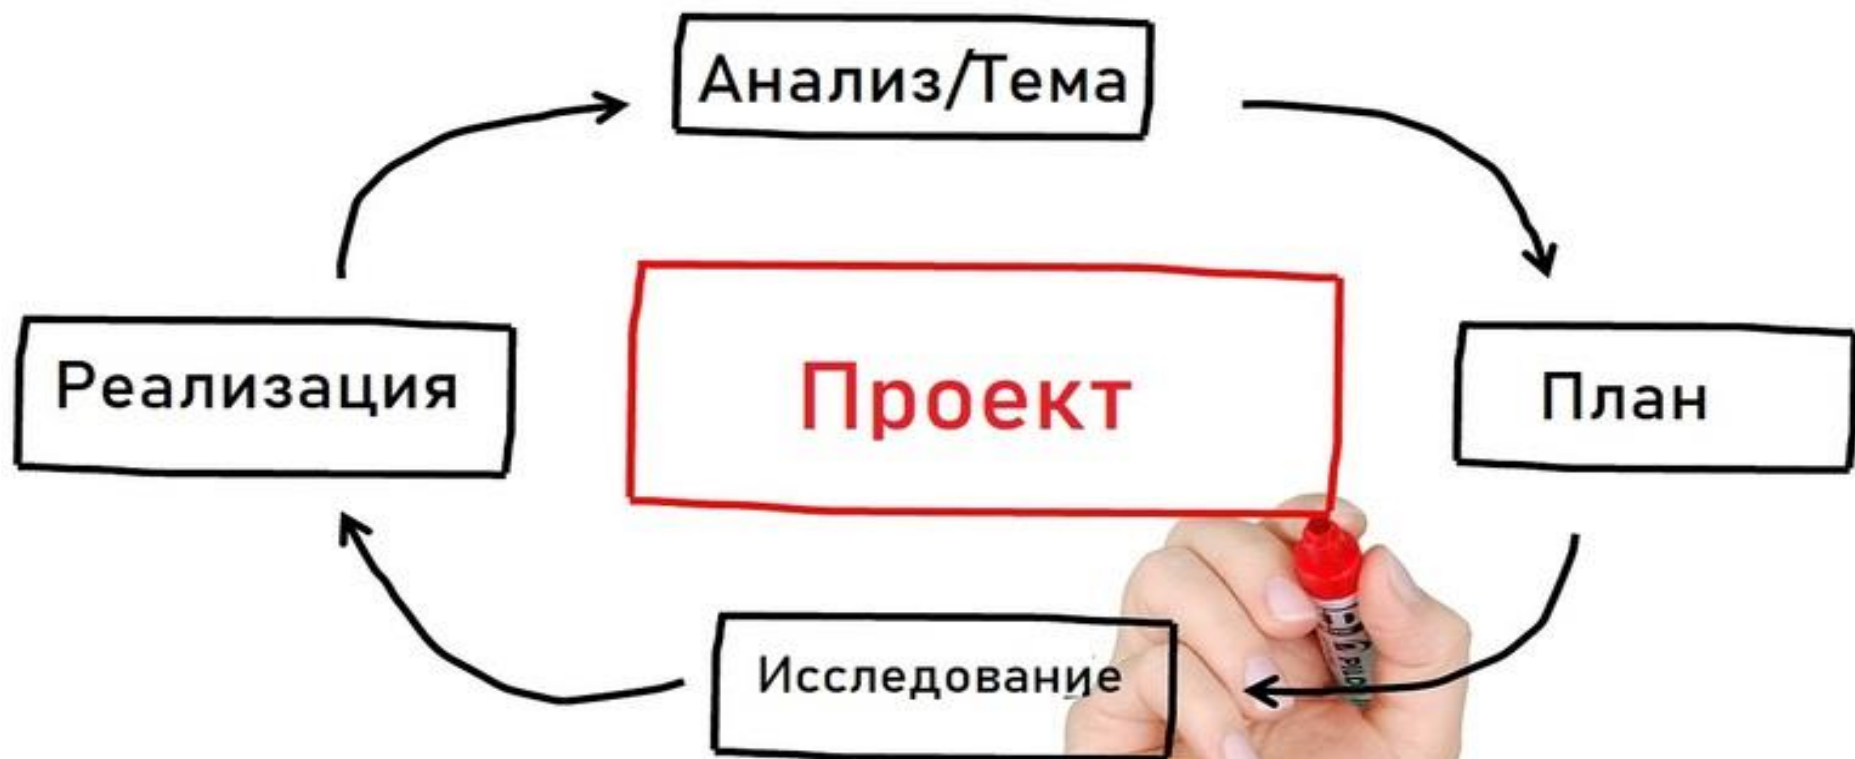 Анализ/Тема
Реализация
Проект
План
Исследование